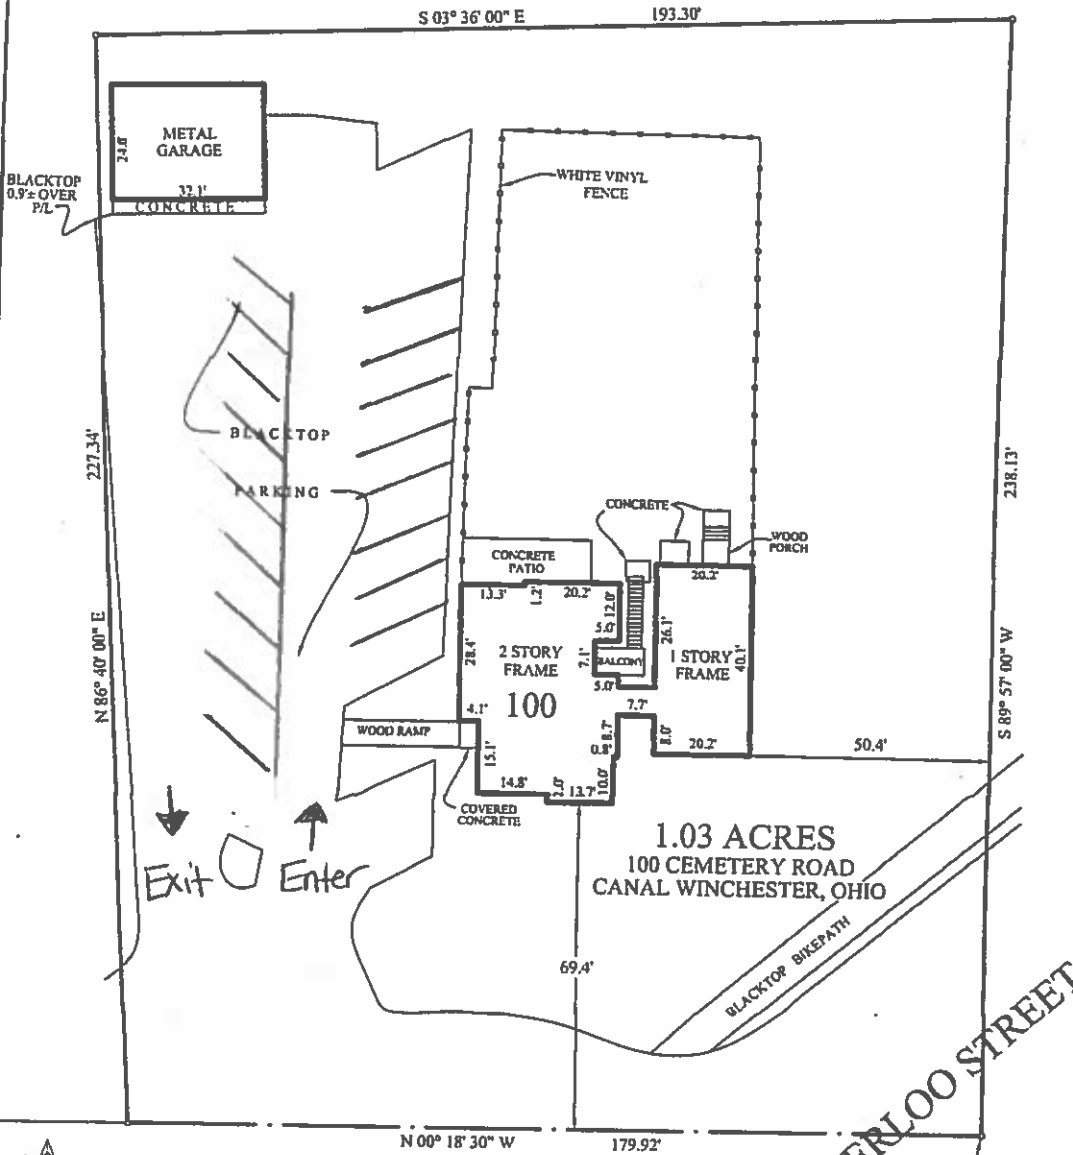 S 03° 36' 00" E 193.30'
METAL
GARAGE
24.0'
32.1'
CONCRETE
BLACKTOP
0.9'± OVER
P/L
WHITE VINYL
FENCE
227.34'
N 86° 40' 00" E
BLACKTOP
PARKING
238.13'
S 89° 57' 00" W
CONCRETE
WOOD
PORCH
CONCRETE
PATIO
13.3'
1.2'
20.2'
12.0'
5.0'
7.1'
BALCONY
5.0'
20.2'
26.1'
40.1'
28.4'
2 STORY
FRAME
100
1 STORY
FRAME
7.7'
8.0'
20.2'
50.4'
4.1'
WOOD RAMP
15.1'
8.7'
0.8'
10.0'
14.8'
2.0'
13.7'
COVERED
CONCRETE
Exit
Enter
1.03 ACRES
100 CEMETERY ROAD
CANAL WINCHESTER, OHIO
69.4'
BLACKTOP BIKEPATH
ERLOO STREET
N 00° 18' 30" W 179.92'